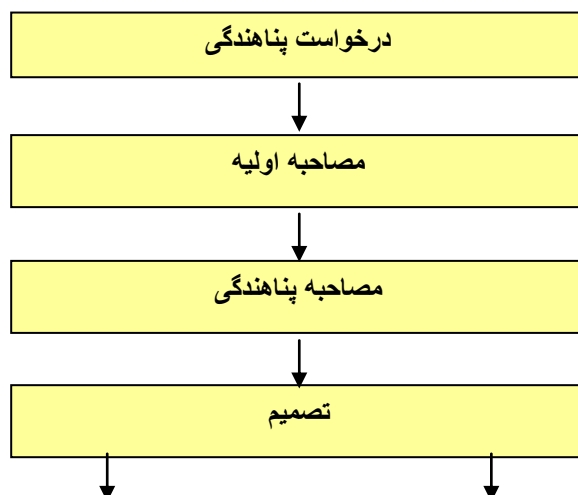 درخواست پناهندگی
مصاحبه اولیه
مصاحبه پناهندگی
تصمیم